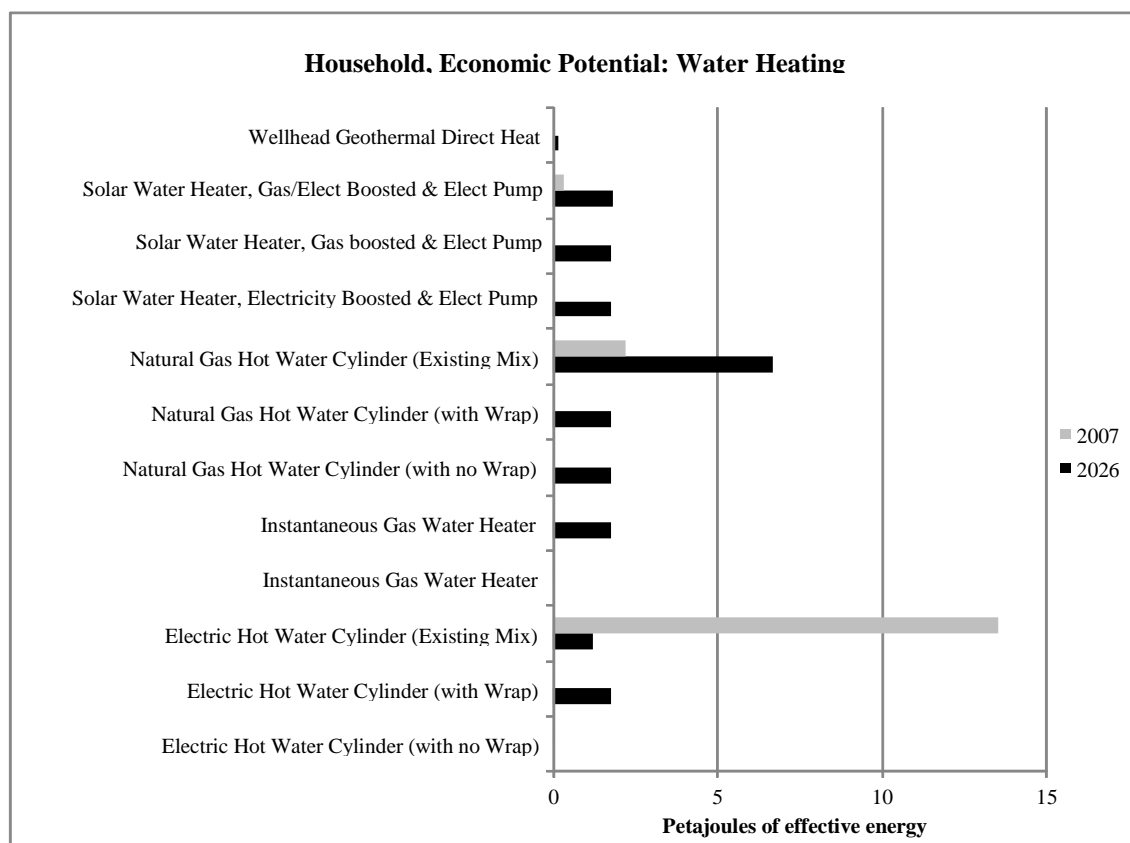 Household, Economic Potential: Water Heating
Wellhead Geothermal Direct Heat
Solar Water Heater, Gas/Elect Boosted & Elect Pump
Solar Water Heater, Gas boosted & Elect Pump
Solar Water Heater, Electricity Boosted & Elect Pump
Natural Gas Hot Water Cylinder (Existing Mix)
Natural Gas Hot Water Cylinder (with Wrap)
Natural Gas Hot Water Cylinder (with no Wrap)
Instantaneous Gas Water Heater
Instantaneous Gas Water Heater
Electric Hot Water Cylinder (Existing Mix)
Electric Hot Water Cylinder (with Wrap)
Electric Hot Water Cylinder (with no Wrap)
2007
2026
0 5 10 15
Petajoules of effective energy